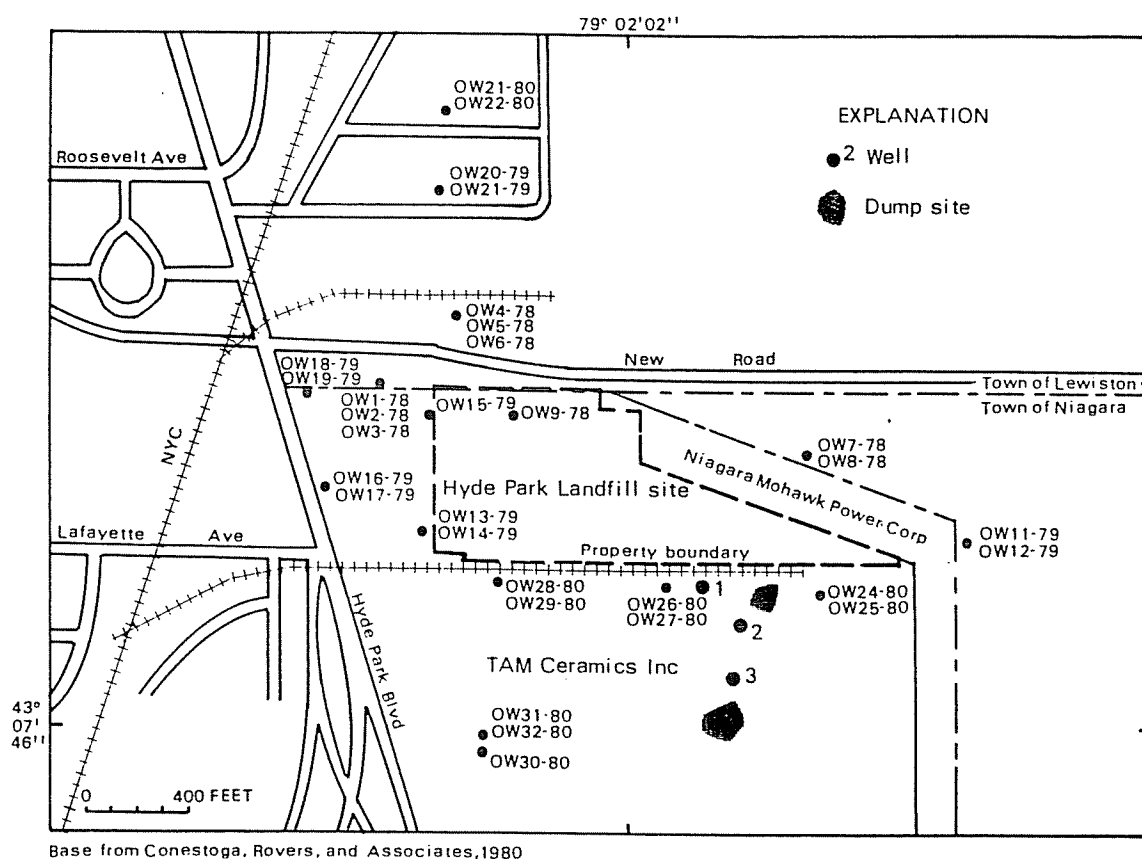 79° 02'02"
OW21-80
OW22-80
EXPLANATION
2 Well
Dump site
Roosevelt Ave
OW20-79
OW21-79
OW4-78
OW5-78
OW6-78
New Road
OW18-79
OW19-79
Town of Lewiston
Town of Niagara
OW1-78
OW2-78
OW3-78
OW15-79
OW9-78
NYC
OW7-78
OW8-78
Niagara Mohawk Power Corp
OW16-79
OW17-79
Hyde Park Landfill site
OW13-79
OW14-79
Lafayette Ave
Property boundary
OW11-79
OW12-79
OW28-80
OW29-80
OW26-80
OW27-80
1
OW24-80
OW25-80
2
Hyde Park Blvd
TAM Ceramics Inc
3
43°
07'
46"
OW31-80
OW32-80
OW30-80
0 400 FEET
Base from Conestoga, Rovers, and Associates,1980